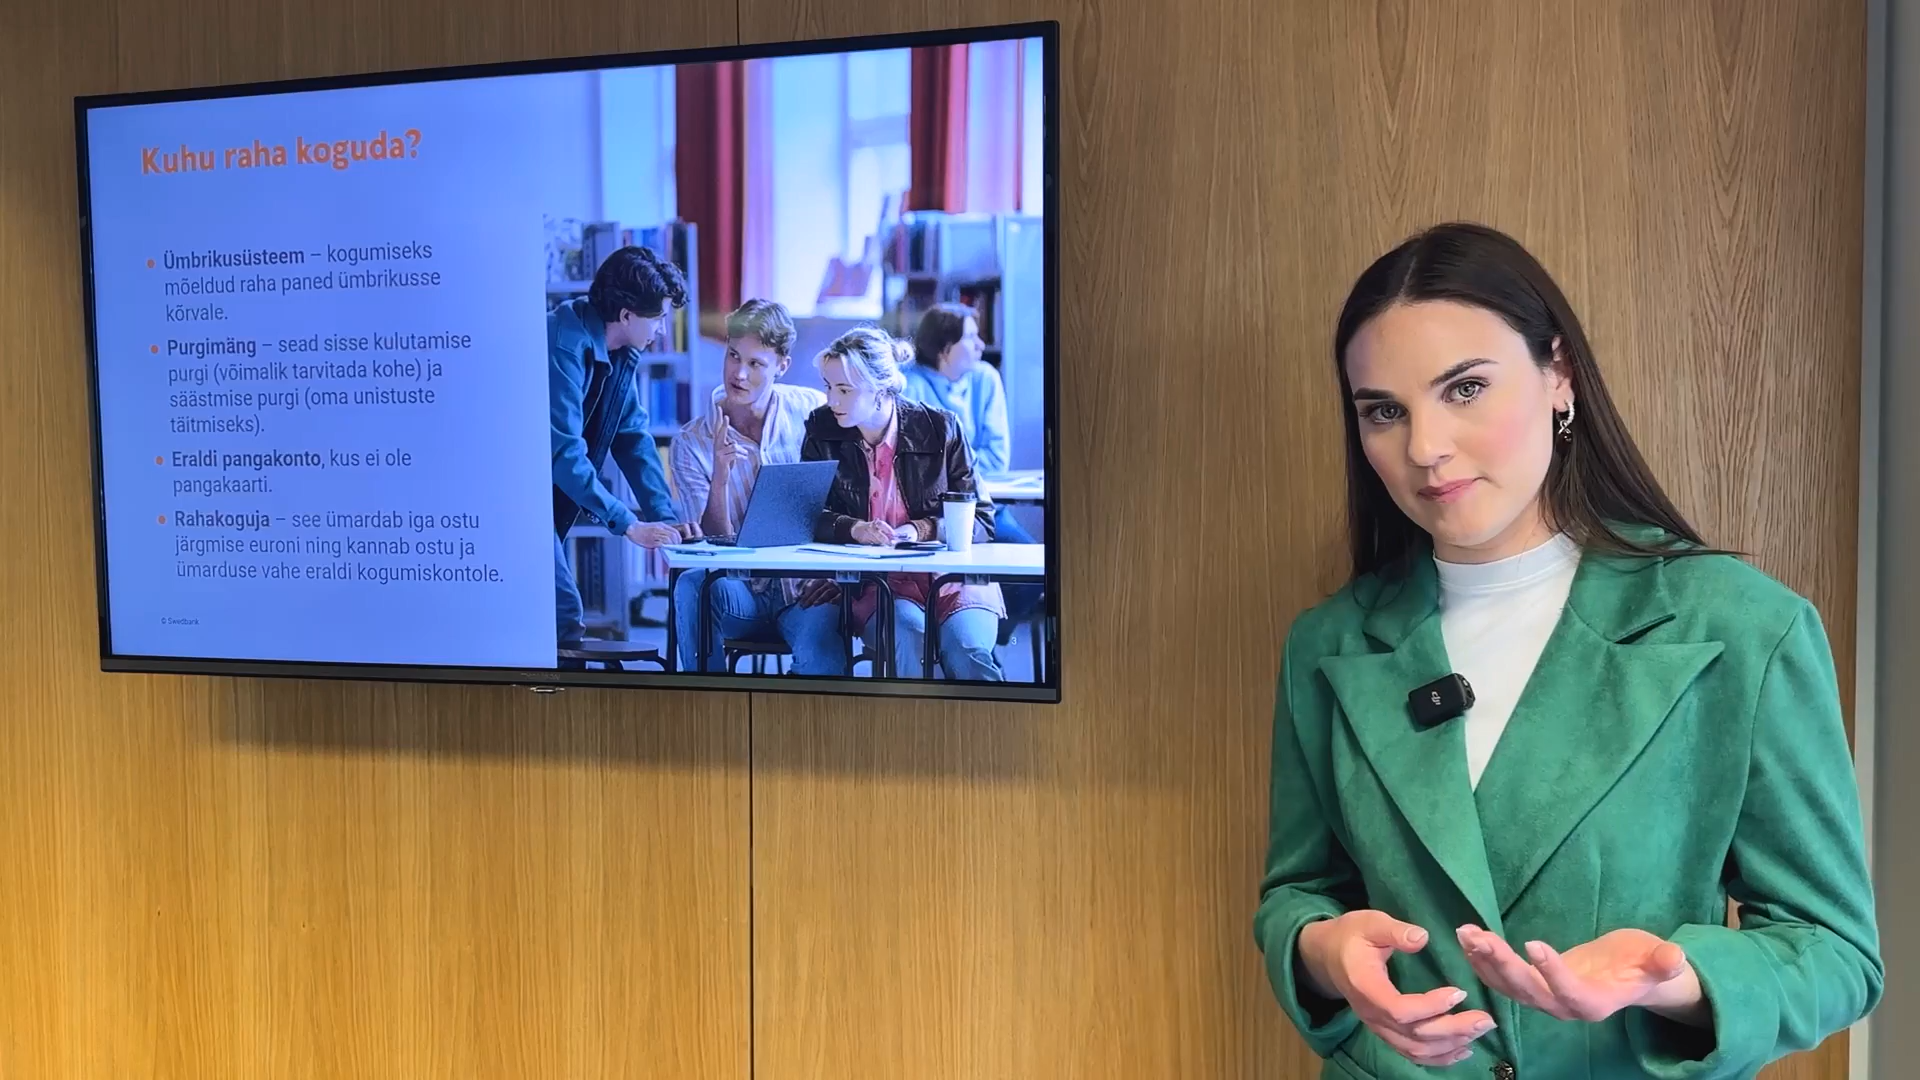 Kuhu raha koguda?
Ümbrikusüsteem – kogumiseks
mõeldud raha paned ümbrikusse
kõrvale.
Purgimäng – sead sisse kulutamise
purgi (võimalik tarvitada kohe) ja
säästmise purgi (oma unistuste
täitmiseks).
Eraldi pangakonto, kus ei ole
pangakaarti.
Rahakoguja – see ümardab iga ostu
järgmise euroni ning kannab ostu ja
ümarduse vahe eraldi kogumiskontole.
© Swedbank
3
dji